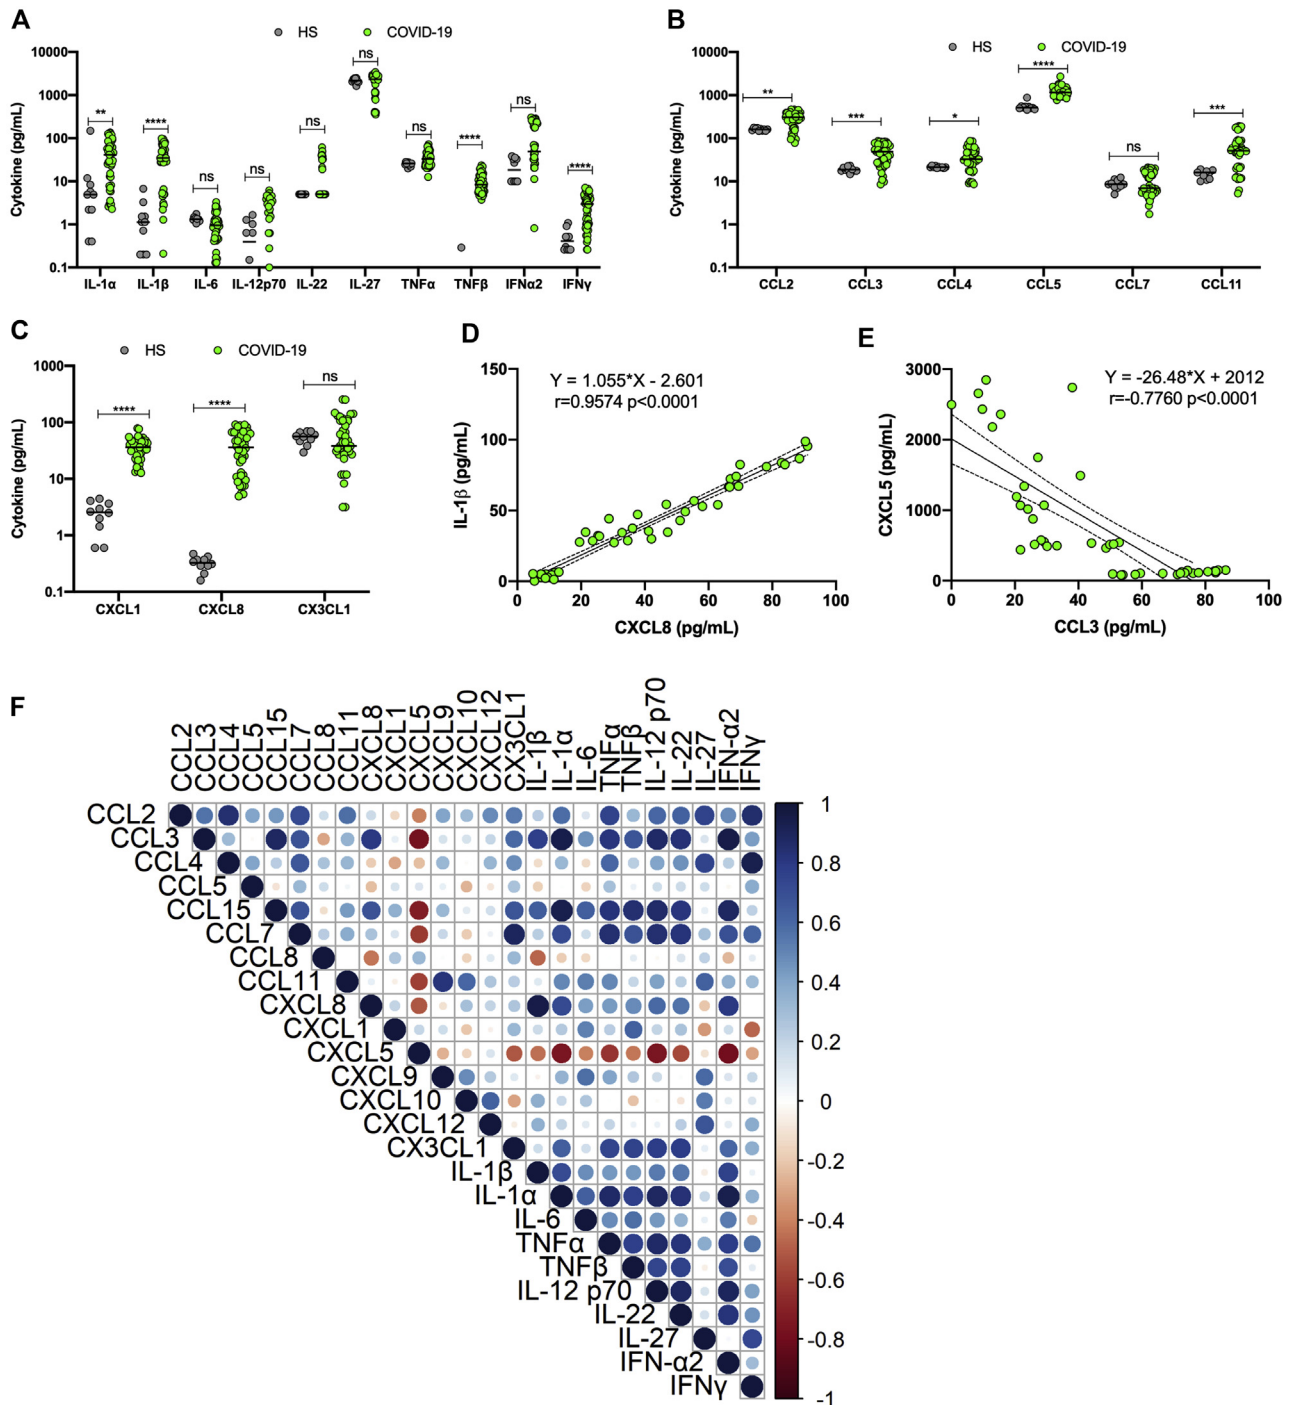 A
HS COVID-19
10000
1000
100
10
1
0.1
Cytokine (pg/mL)
** **** ns ns ns ns ns **** ns ****
IL-1α IL-1β IL-6 IL-12p70 IL-22 IL-27 TNFα TNFβ IFNα2 IFNγ
B
HS COVID-19
10000
1000
100
10
1
0.1
Cytokine (pg/mL)
** *** * **** ns ***
CCL2 CCL3 CCL4 CCL5 CCL7 CCL11
C
HS COVID-19
1000
100
10
1
0.1
Cytokine (pg/mL)
**** **** ns
CXCL1 CXCL8 CX3CL1
D
Y = 1.055*X - 2.601
r=0.9574 p<0.0001
150
100
50
0
IL-1β (pg/mL)
0 20 40 60 80 100
CXCL8 (pg/mL)
E
Y = -26.48*X + 2012
r=-0.7760 p<0.0001
3000
2000
1000
0
CXCL5 (pg/mL)
0 20 40 60 80 100
CCL3 (pg/mL)
F
CCL2 CCL3 CCL4 CCL5 CCL15 CCL7 CCL8 CCL11 CXCL8 CXCL1 CXCL5 CXCL9 CXCL10 CXCL12 CX3CL1 IL-1β IL-1α IL-6 TNFα TNFβ IL-12 p70 IL-22 IL-27 IFN-α2 IFNγ
CCL2
CCL3
CCL4
CCL5
CCL15
CCL7
CCL8
CCL11
CXCL8
CXCL1
CXCL5
CXCL9
CXCL10
CXCL12
CX3CL1
IL-1β
IL-1α
IL-6
TNFα
TNFβ
IL-12 p70
IL-22
IL-27
IFN-α2
IFNγ
1
0.8
0.6
0.4
0.2
0
-0.2
-0.4
-0.6
-0.8
-1